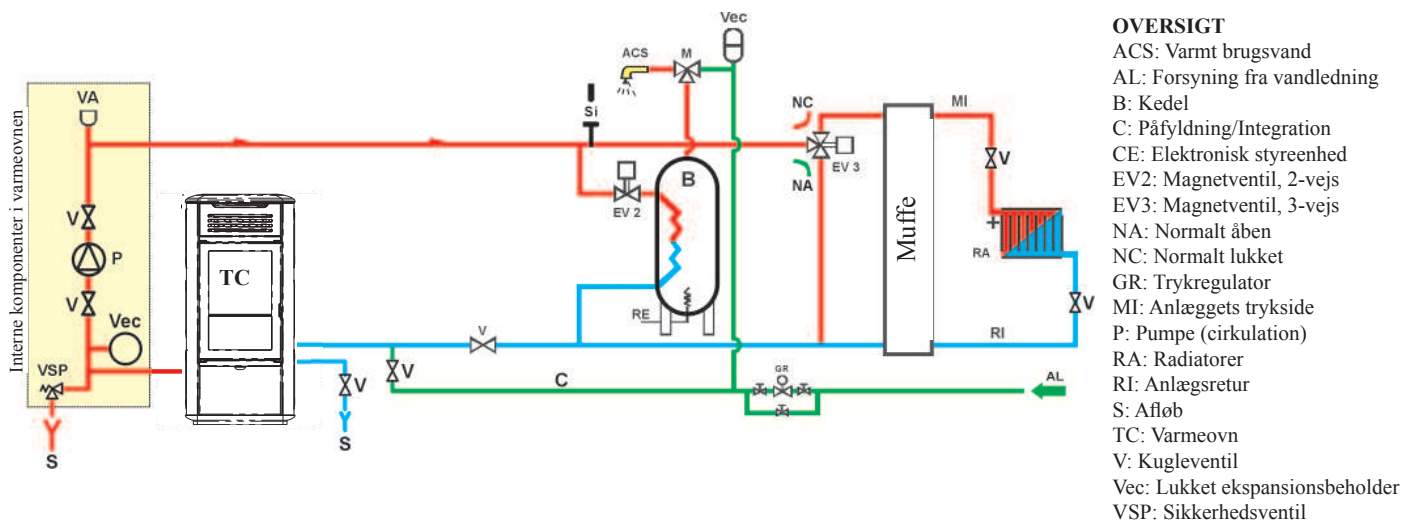 Interne komponenter i varmeovnen
VA
V
P
V
Vec
VSP
S
TC
V
S
V
V
C
Si
ACS
M
Vec
EV 2
B
RE
NC
NA
EV 3
GR
AL
Muffe
MI
V
+
RA
V
RI
OVERSIGT
ACS: Varmt brugsvand
AL: Forsyning fra vandledning
B: Kedel
C: Påfyldning/Integration
CE: Elektronisk styreenhed
EV2: Magnetventil, 2-vejs
EV3: Magnetventil, 3-vejs
NA: Normalt åben
NC: Normalt lukket
GR: Trykregulator
MI: Anlæggets trykside
P: Pumpe (cirkulation)
RA: Radiatorer
RI: Anlægsretur
S: Afløb
TC: Varmeovn
V: Kugleventil
Vec: Lukket ekspansionsbeholder
VSP: Sikkerhedsventil